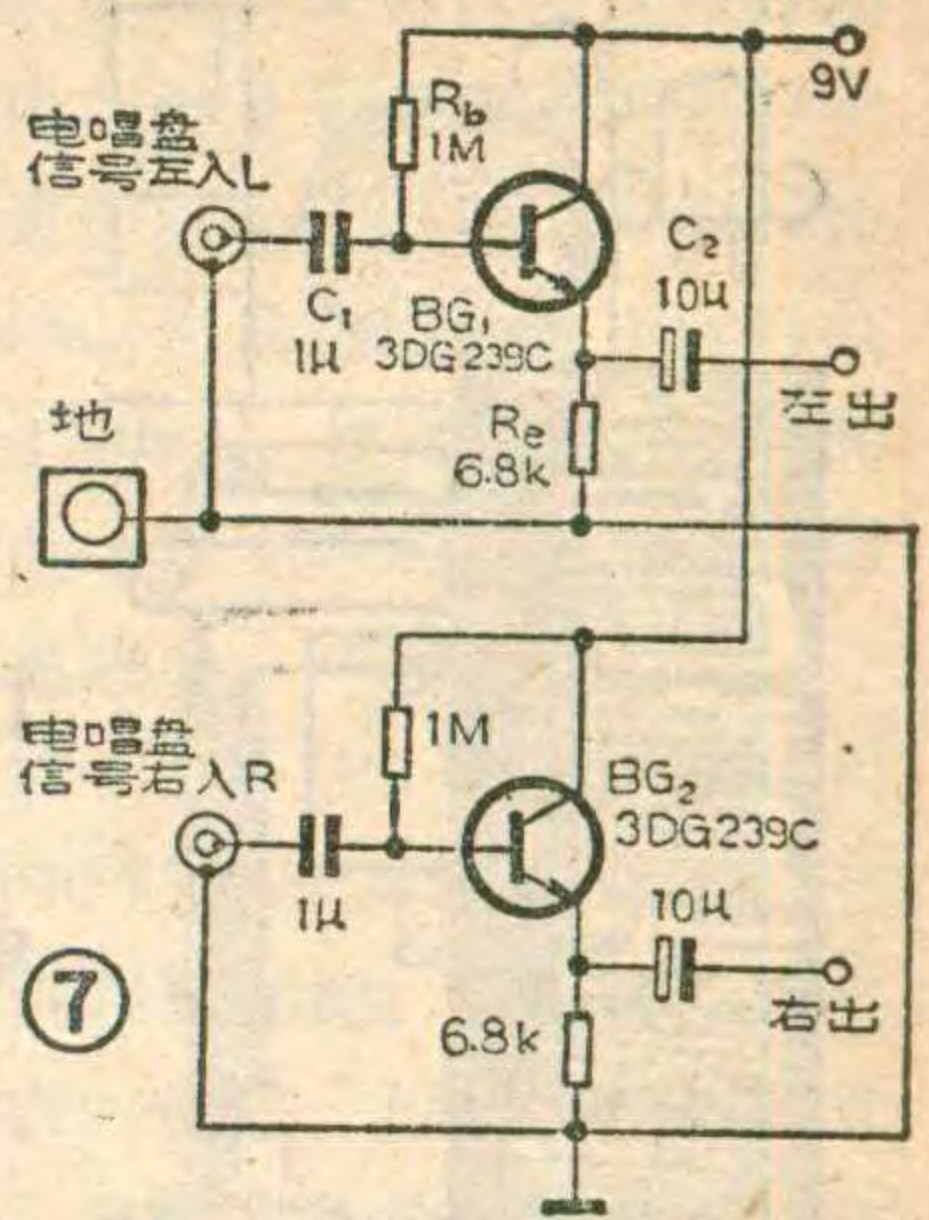 9V
R_b
1M
电唱盘
信号左入L
C₂
10μ
C₁
1μ
BG₁
3DG239C
左出
地
Rₑ
6.8k
电唱盘
信号右入R
1M
BG₂
3DG239C
1μ
10μ
右出
6.8k
⑦